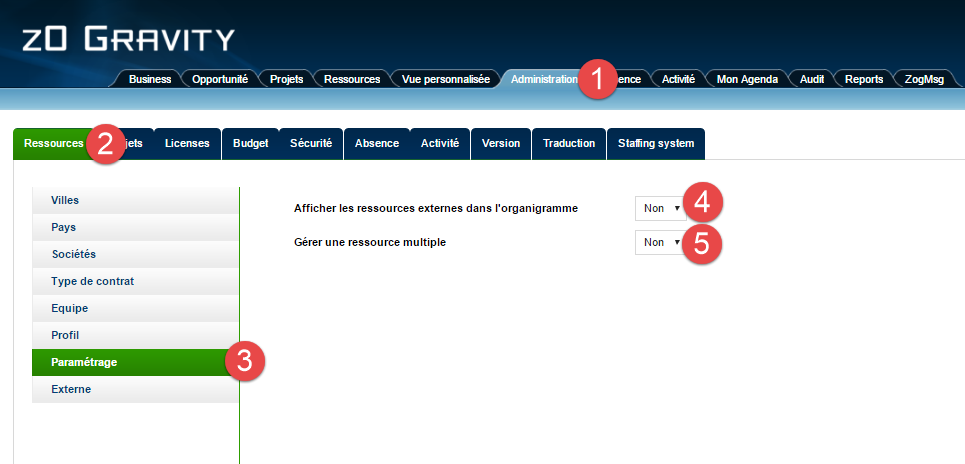 z0 GRAVITY
Business Opportunité Projets Ressources Vue personnalisée Administration 1 ence Activité Mon Agenda Audit Reports ZogMsg
Ressources 2 jets Licenses Budget Sécurité Absence Activité Version Traduction Staffing system
Villes
Pays
Sociétés
Type de contrat
Equipe
Profil
Paramétrage 3
Externe
Afficher les ressources externes dans l'organigramme Non 4
Gérer une ressource multiple Non 5